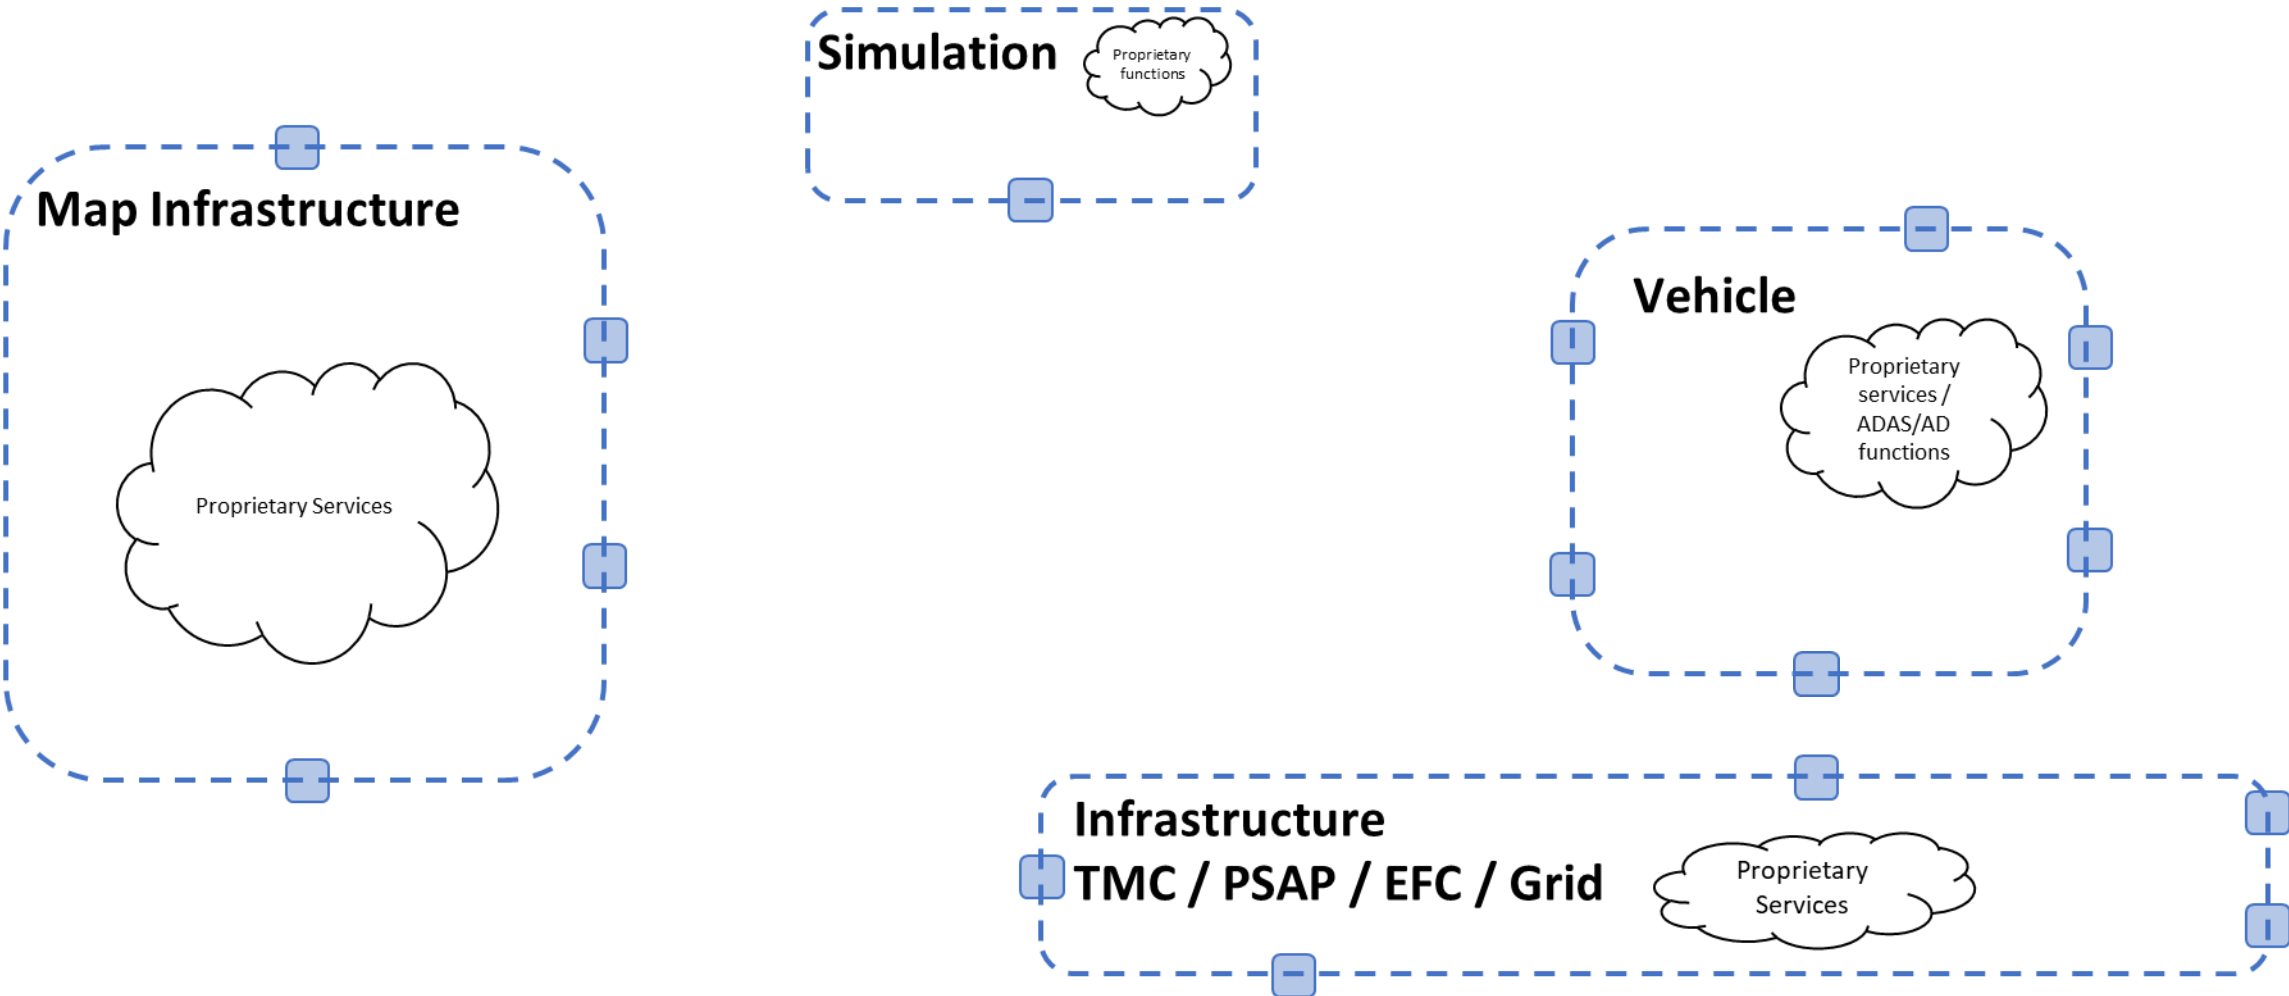 Simulation
Proprietary
functions
Map Infrastructure
Proprietary Services
Vehicle
Proprietary
services /
ADAS/AD
functions
Infrastructure
TMC / PSAP / EFC / Grid
Proprietary
Services